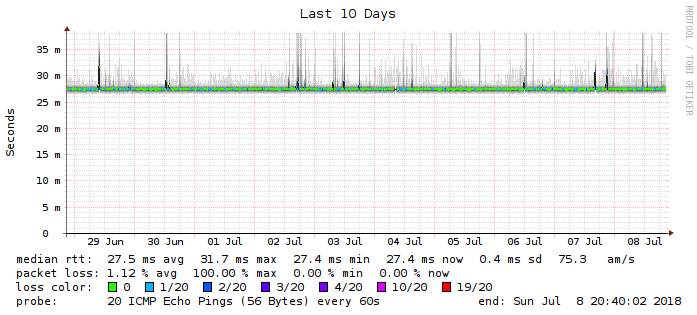 Last 10 Days
RRDTOOL / TOBI OETIKER
Seconds
35 m
30 m
25 m
20 m
15 m
10 m
5 m
0
29 Jun 30 Jun 01 Jul 02 Jul 03 Jul 04 Jul 05 Jul 06 Jul 07 Jul 08 Jul
median rtt: 27.5 ms avg 31.7 ms max 27.4 ms min 27.4 ms now 0.4 ms sd 75.3 am/s
packet loss: 1.12 % avg 100.00 % max 0.00 % min 0.00 % now
loss color: 0 1/20 2/20 3/20 4/20 10/20 19/20
probe: 20 ICMP Echo Pings (56 Bytes) every 60s end: Sun Jul 8 20:40:02 2018